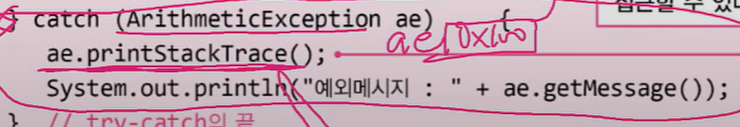 } catch (ArithmeticException ae) {
ae.printStackTrace();
ae 0x100
System.out.println("예외메시지 : " + ae.getMessage());
} // try-catch의 끝